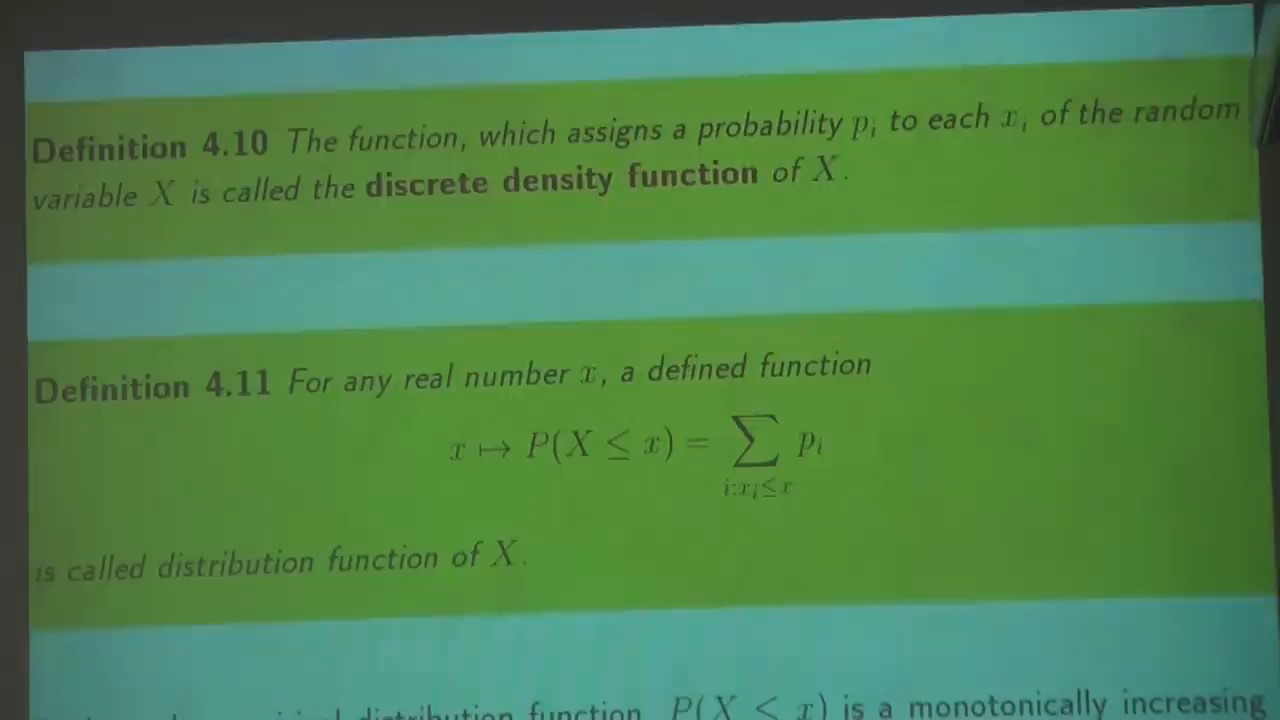 Definition 4.10 The function, which assigns a probability pᵢ to each xᵢ of the random
variable X is called the discrete density function of X.
Definition 4.11 For any real number x, a defined function
x ↦ P(X ≤ x) = ∑ pᵢ
i:xᵢ≤x
is called distribution function of X.
distribution function, P(X ≤ x) is a monotonically increasing